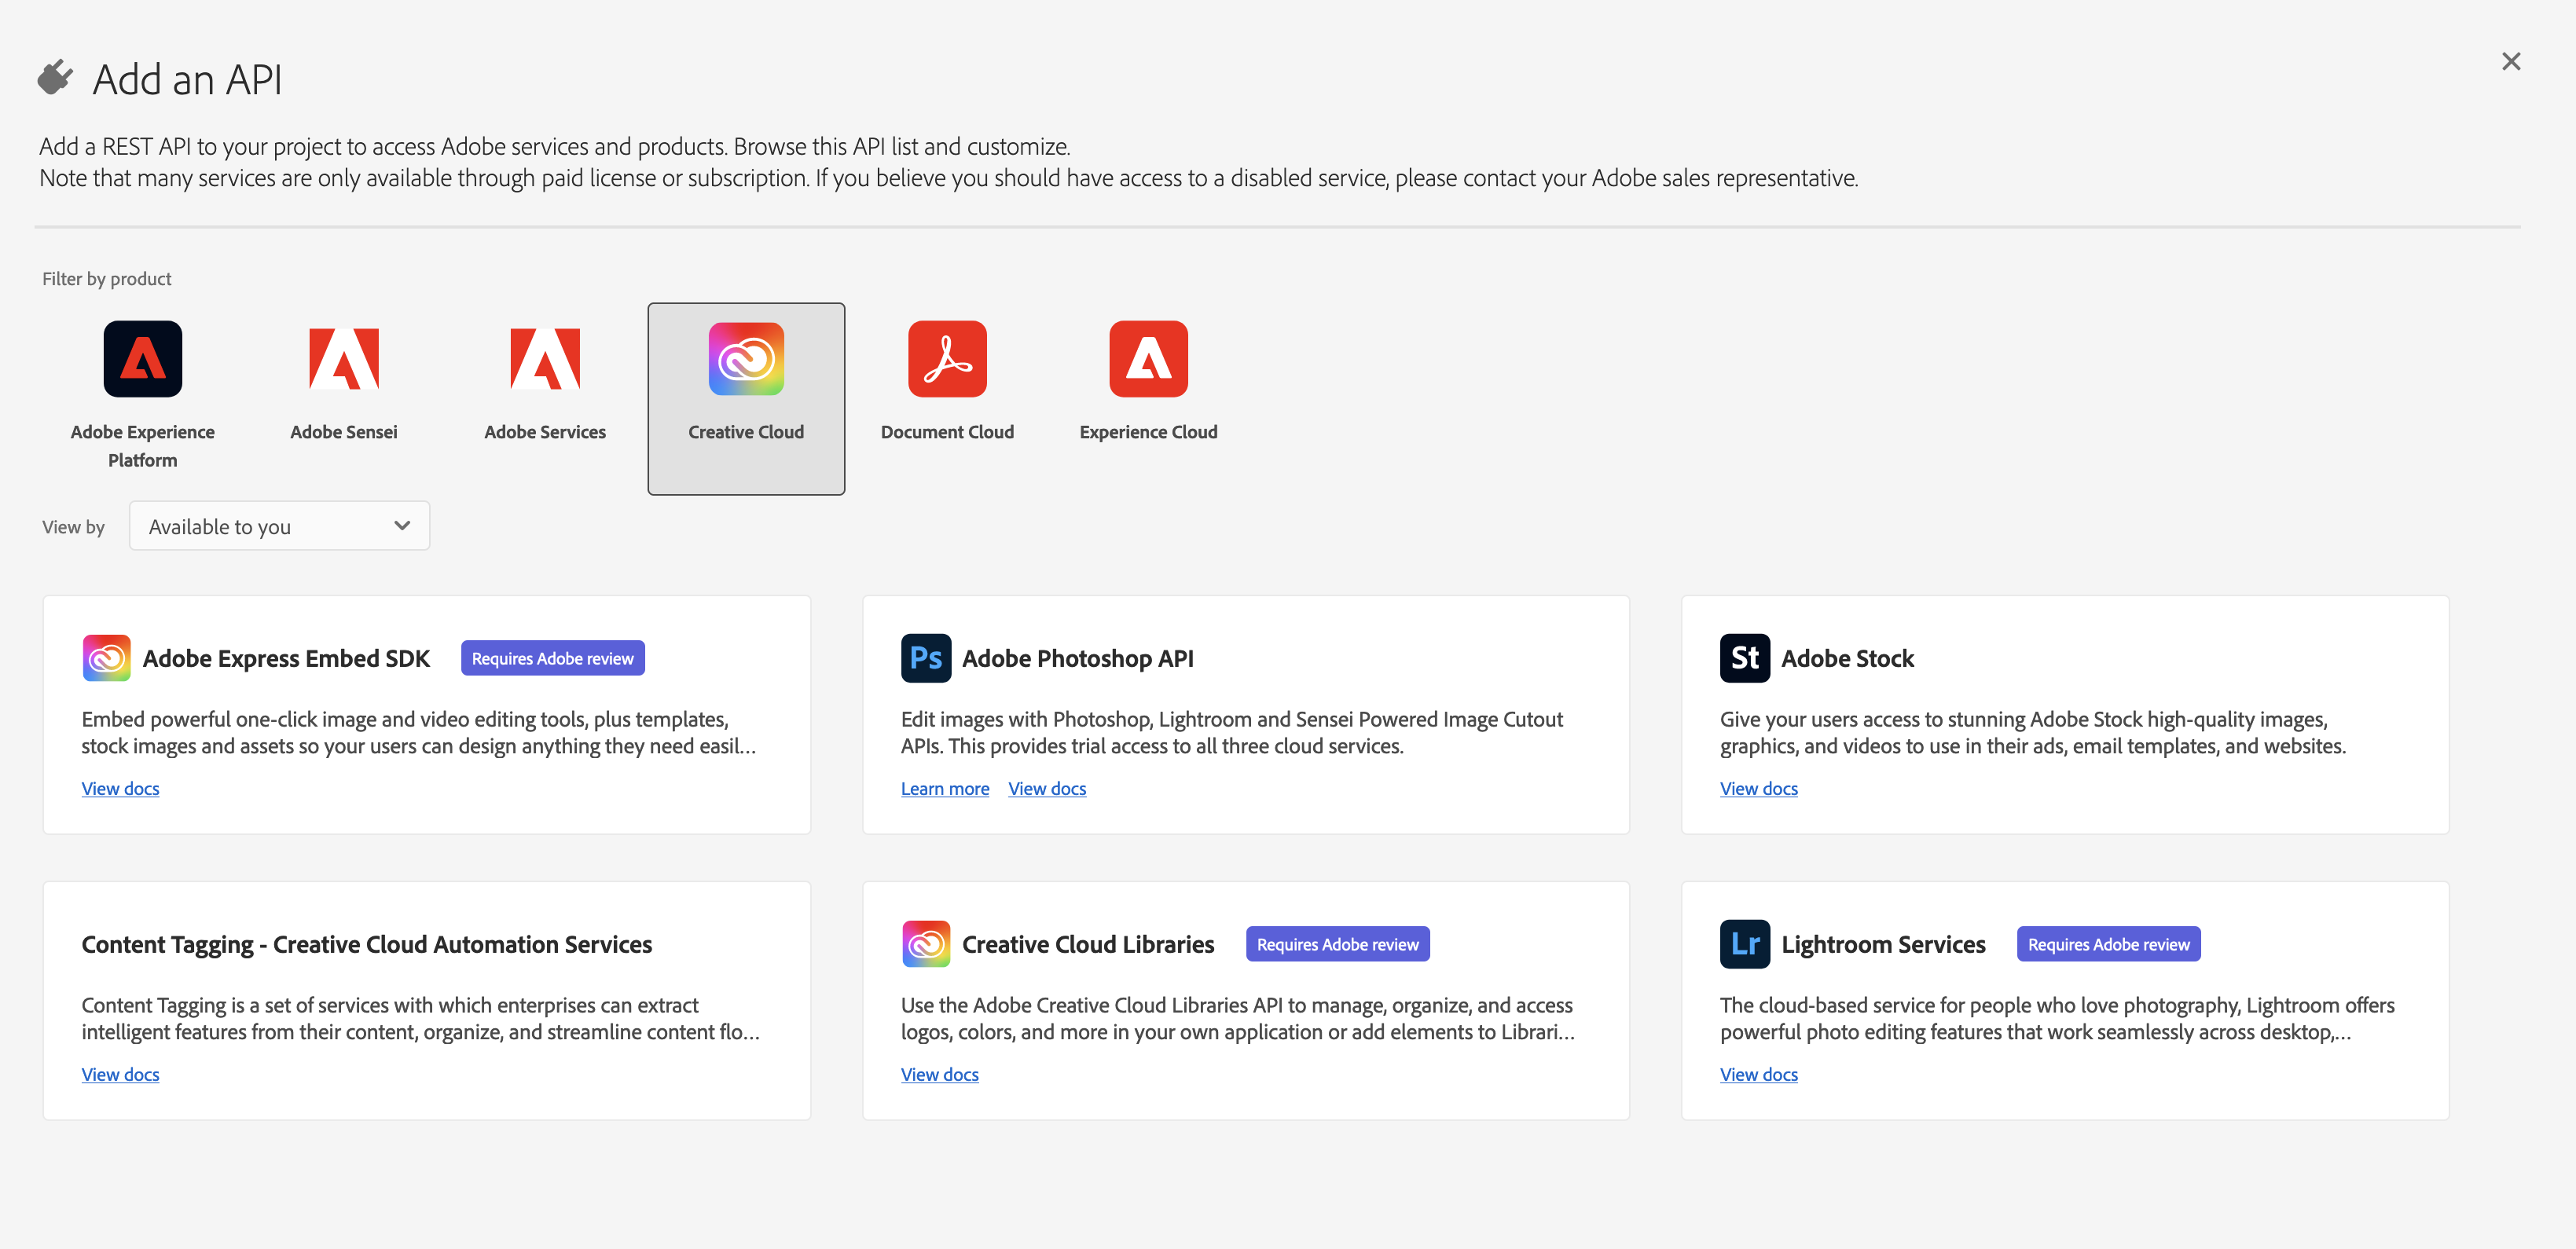 Add an API
Add a REST API to your project to access Adobe services and products. Browse this API list and customize.
Note that many services are only available through paid license or subscription. If you believe you should have access to a disabled service, please contact your Adobe sales representative.
Filter by product
Adobe Experience
Platform
Adobe Sensei
Adobe Services
Creative Cloud
Document Cloud
Experience Cloud
View by
Available to you
Adobe Express Embed SDK
Requires Adobe review
Embed powerful one-click image and video editing tools, plus templates,
stock images and assets so your users can design anything they need easil...
View docs
Ps
Adobe Photoshop API
Edit images with Photoshop, Lightroom and Sensei Powered Image Cutout
APIs. This provides trial access to all three cloud services.
Learn more
View docs
St
Adobe Stock
Give your users access to stunning Adobe Stock high-quality images,
graphics, and videos to use in their ads, email templates, and websites.
View docs
Content Tagging - Creative Cloud Automation Services
Content Tagging is a set of services with which enterprises can extract
intelligent features from their content, organize, and streamline content flo...
View docs
Creative Cloud Libraries
Requires Adobe review
Use the Adobe Creative Cloud Libraries API to manage, organize, and access
logos, colors, and more in your own application or add elements to Librari...
View docs
Lr
Lightroom Services
Requires Adobe review
The cloud-based service for people who love photography, Lightroom offers
powerful photo editing features that work seamlessly across desktop,...
View docs